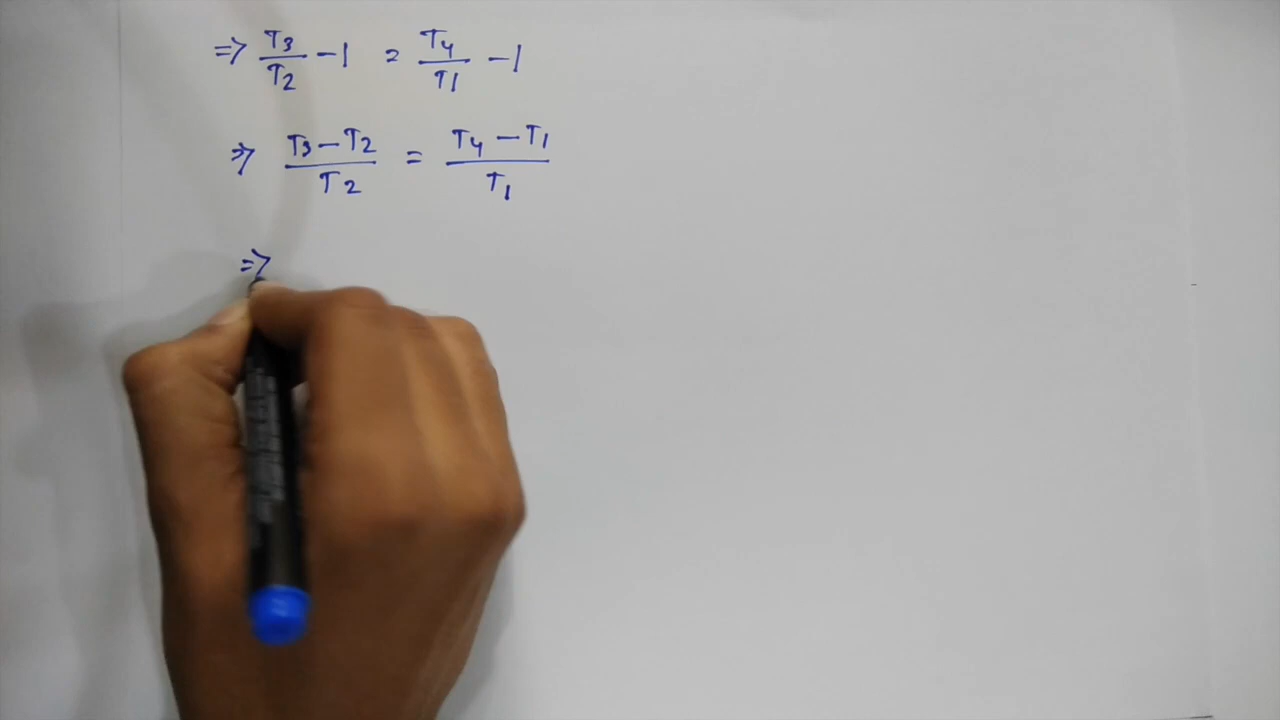 ⇒ T3/T2 − 1 = T4/T1 − 1
⇒ (T3 − T2)/T2 = (T4 − T1)/T1
⇒